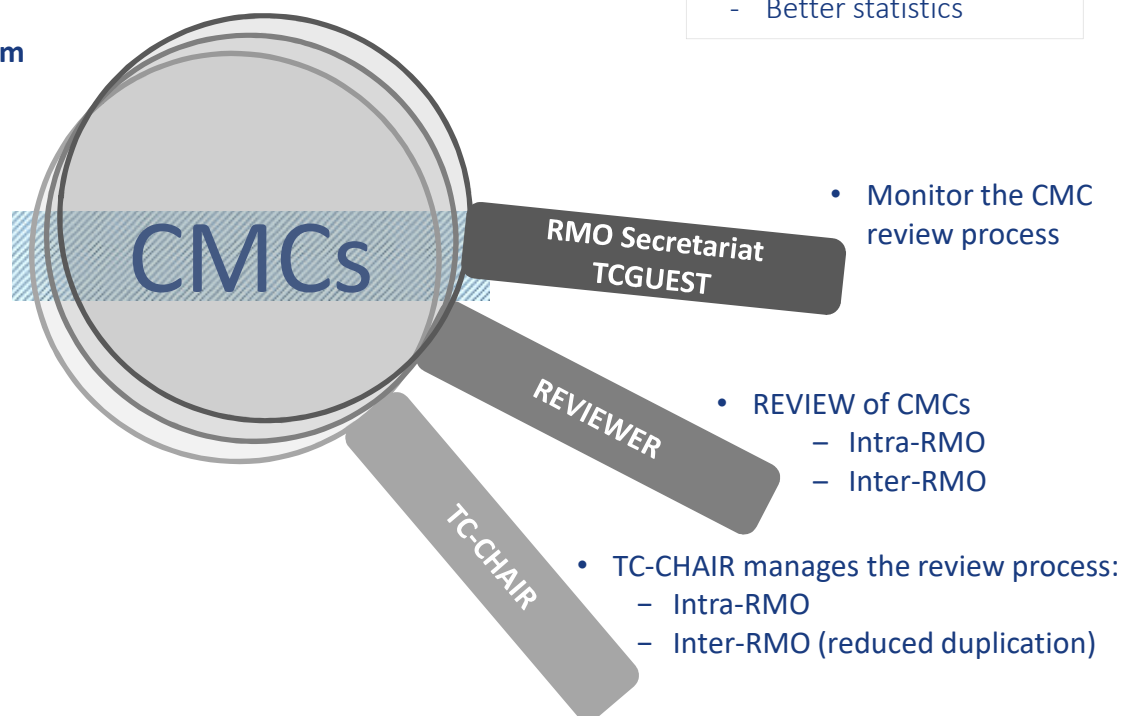 - Better statistics
m
CMCs
RMO Secretariat
TCGUEST
• Monitor the CMC
review process
REVIEWER
• REVIEW of CMCs
– Intra-RMO
– Inter-RMO
TC-CHAIR
• TC-CHAIR manages the review process:
– Intra-RMO
– Inter-RMO (reduced duplication)